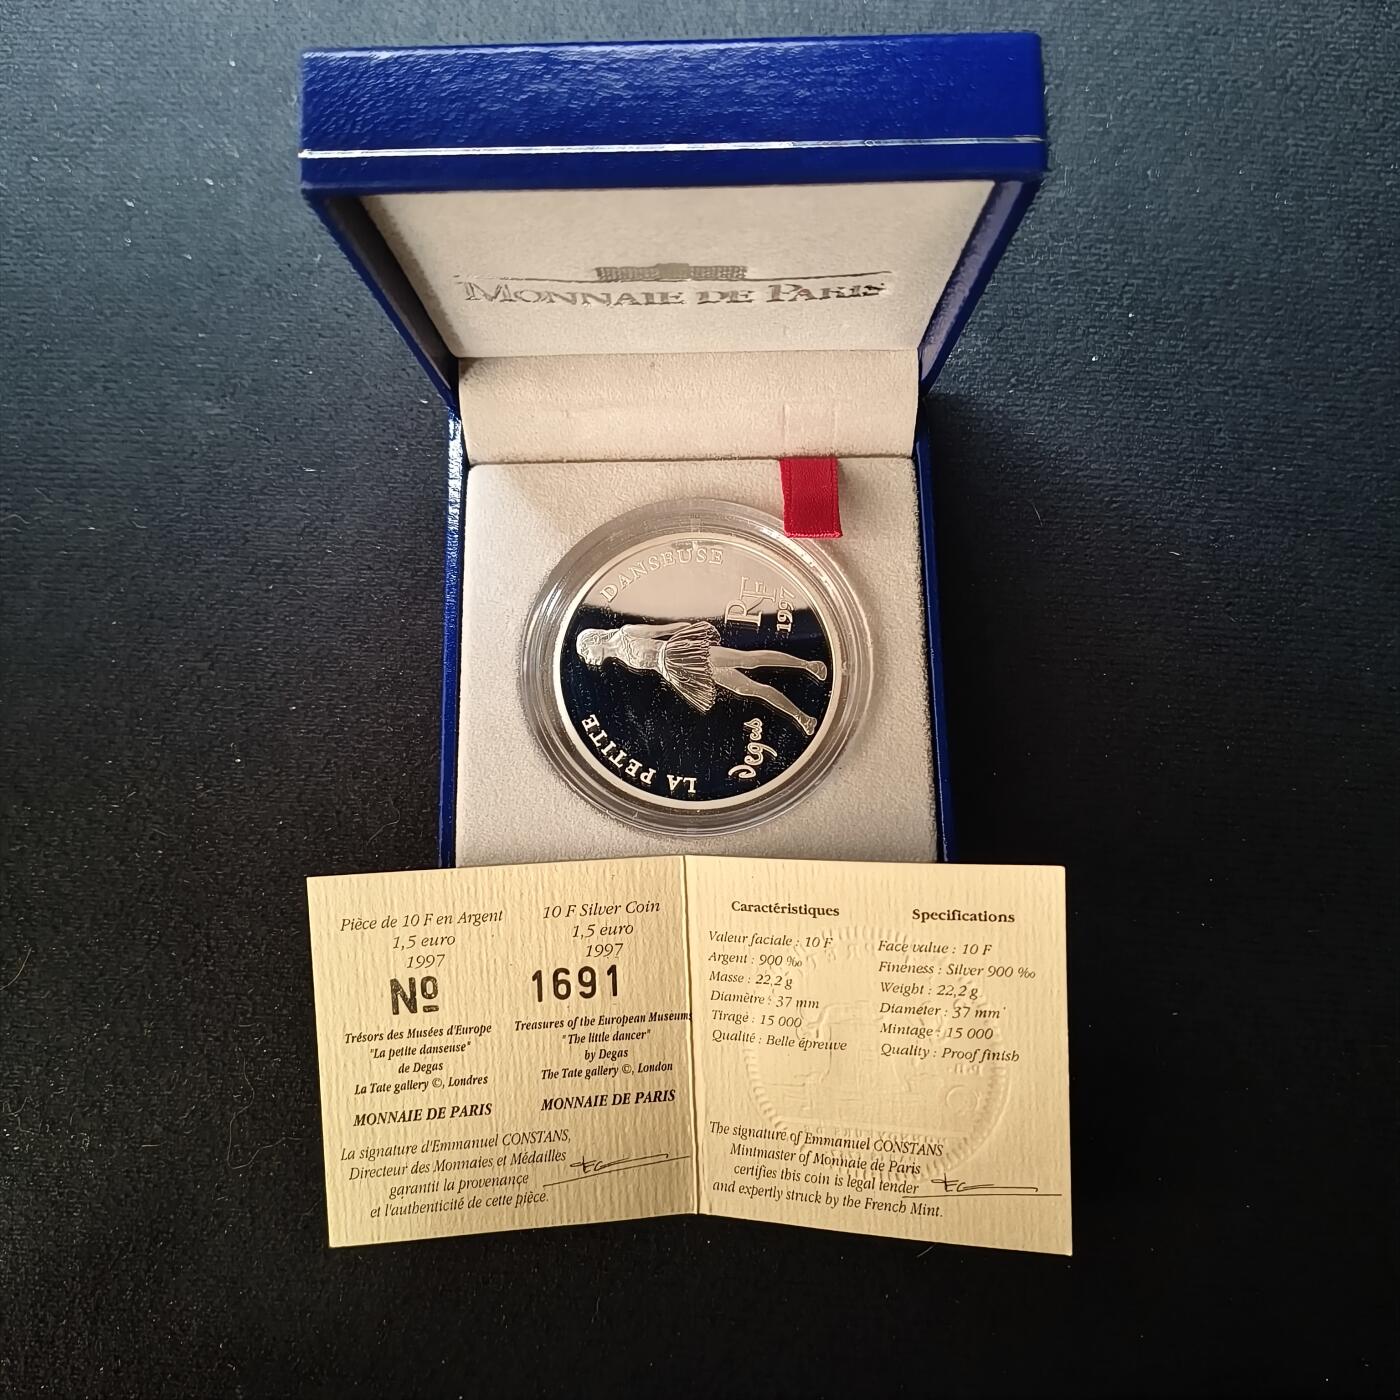 MONNAIE DE PARIS
LA PETITE DANSEUSE
RF
1997
Degas
Pièce de 10 F en Argent
1,5 euro
1997
Nº
Trésors des Musées d'Europe
"La petite danseuse"
de Degas
La Tate gallery ©, Londres
MONNAIE DE PARIS
10 F Silver Coin
1,5 euro
1997
1691
Treasures of the European Museums
"The little dancer"
by Degas
The Tate gallery ©, London
MONNAIE DE PARIS
La signature d'Emmanuel CONSTANS,
Directeur des Monnaies et Médailles
garantit la provenance
et l'authenticité de cette pièce.
Caractéristiques
Valeur faciale : 10 F
Argent : 900 ‰
Masse : 22,2 g
Diamètre : 37 mm
Tirage : 15 000
Qualité : Belle épreuve
Specifications
Face value : 10 F
Fineness : Silver 900 ‰
Weight : 22,2 g
Diameter : 37 mm
Mintage : 15 000
Quality : Proof finish
The signature of Emmanuel CONSTANS
Mintmaster of Monnaie de Paris
certifies this coin is legal tender
and expertly struck by the French Mint.